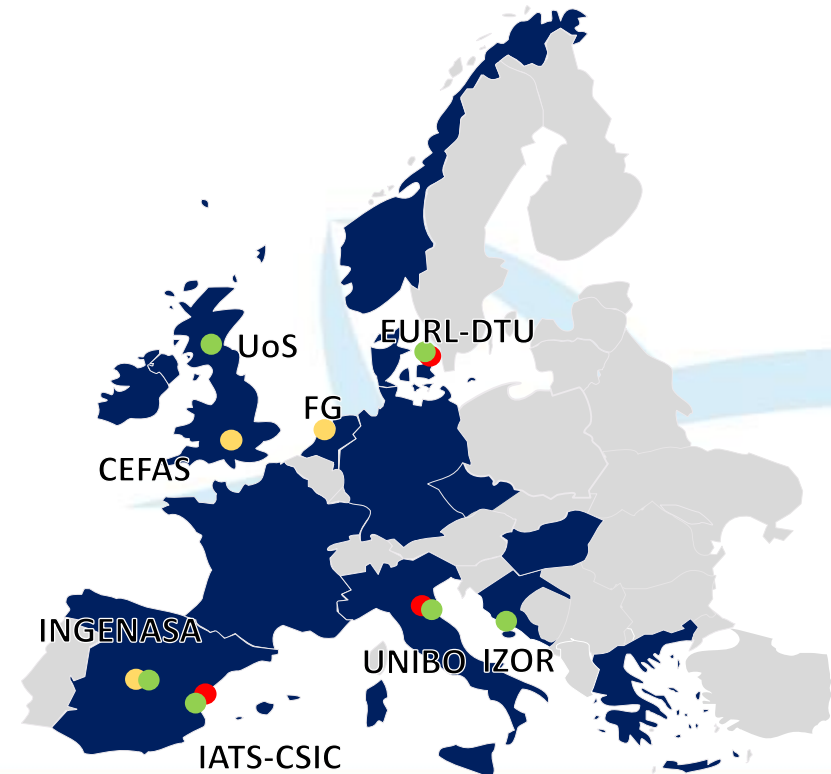 EURL-DTU
UoS
FG
CEFAS
INGENASA
UNIBO
IZOR
IATS-CSIC